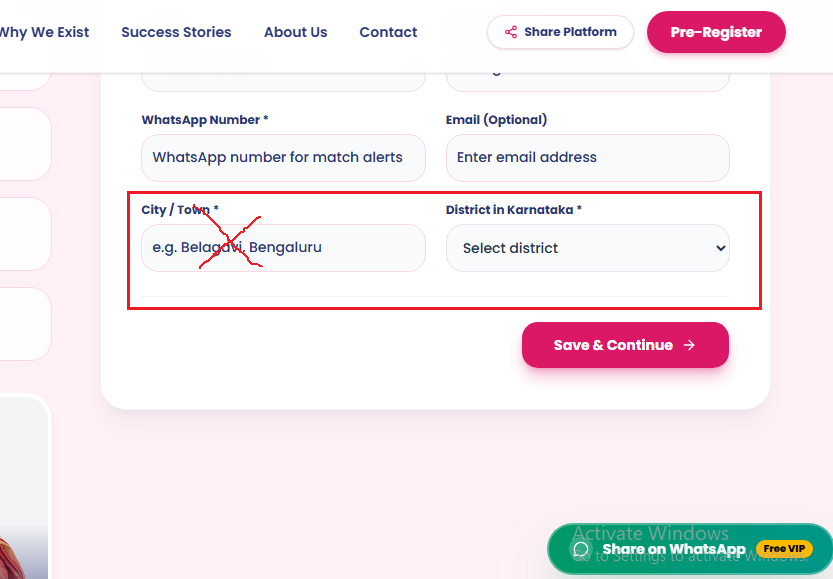 Why We Exist
Success Stories
About Us
Contact
Share Platform
Pre-Register
WhatsApp Number *
Email (Optional)
WhatsApp number for match alerts
Enter email address
City / Town *
District in Karnataka *
e.g. Belagavi, Bengaluru
Select district
Save & Continue →
Activate Windows
Share on WhatsApp
Free VIP
Go to Settings to activate Windows.